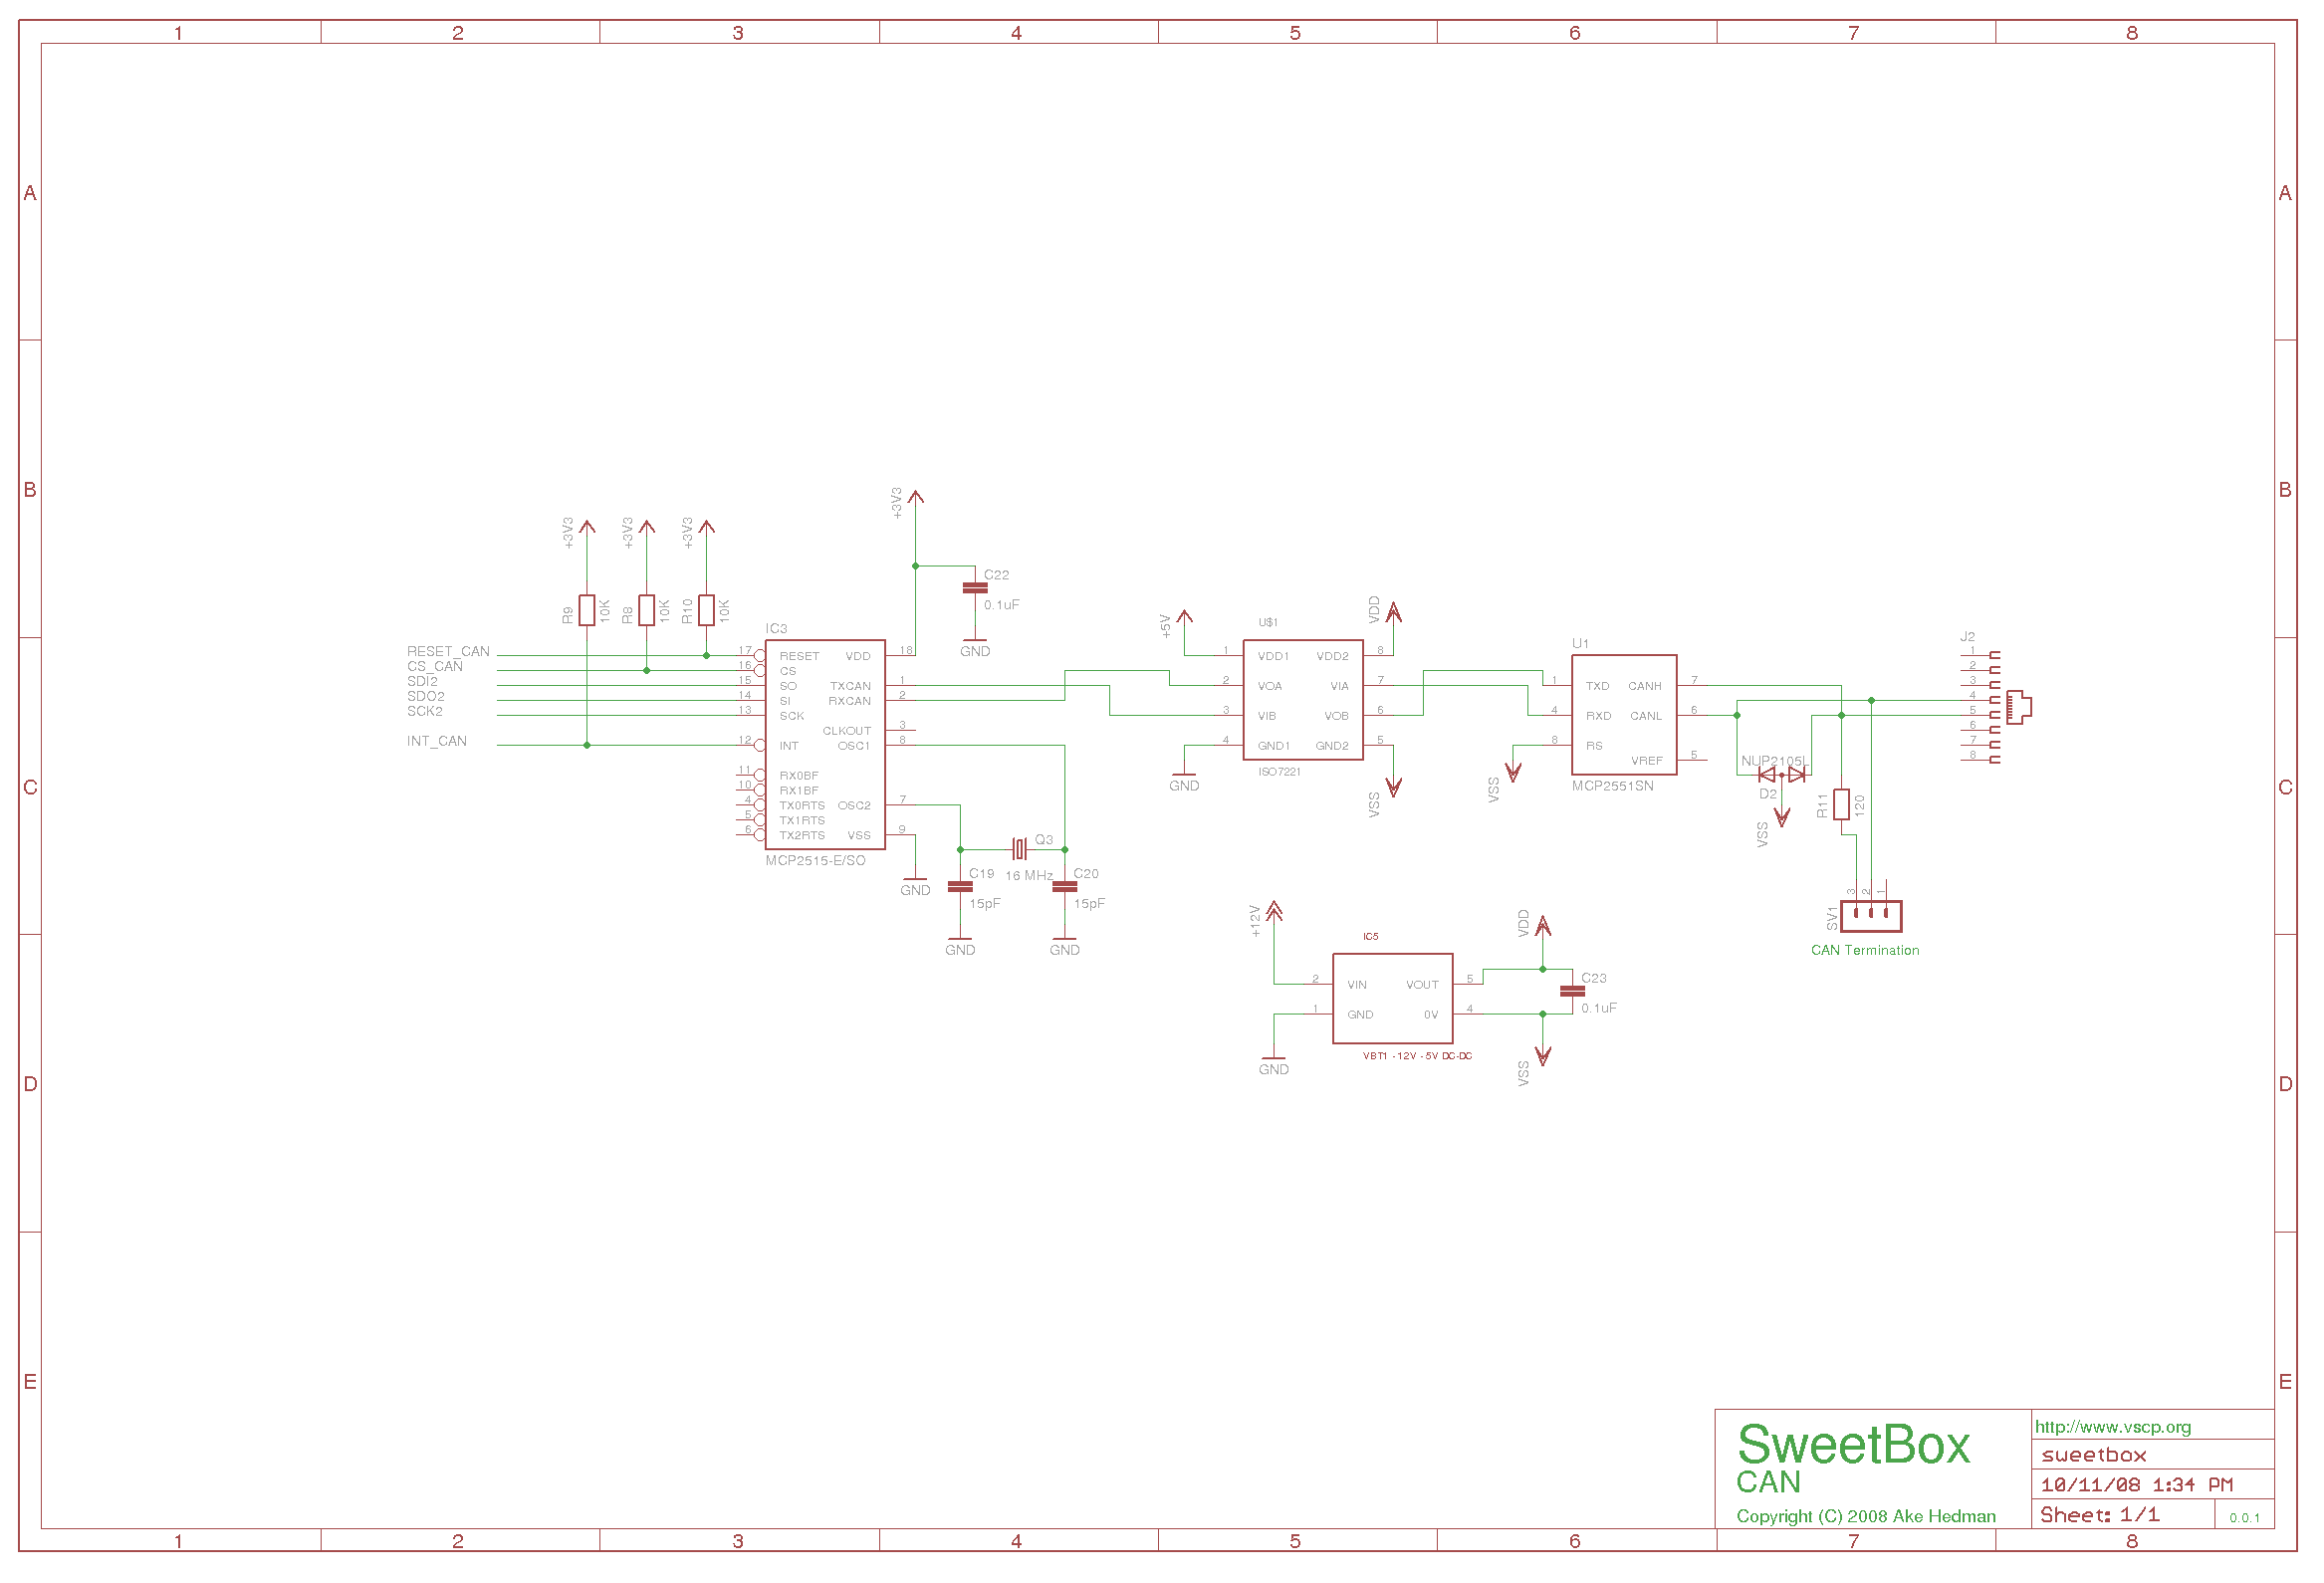 1 2 3 4 5 6 7 8
A A
B B
C C
D D
E E
+3V3
+3V3 +3V3 +3V3
R9 10K R8 10K R10 10K
C22
0.1uF
GND
RESET_CAN
CS_CAN
SDI2
SDO2
SCK2
INT_CAN
IC3
17 RESET VDD 18
16 CS
15 SO TXCAN 1
14 SI RXCAN 2
13 SCK
CLKOUT 3
12 INT OSC1 8
11 RX0BF
10 RX1BF
4 TX0RTS OSC2 7
5 TX1RTS
6 TX2RTS VSS 9
MCP2515-E/SO
GND
Q3
C19 16 MHz C20
15pF 15pF
GND GND
+5V
U$1
VDD
1 VDD1 VDD2 8
2 VOA VIA 7
3 VIB VOB 6
4 GND1 GND2 5
ISO7221
GND
VSS
U1
1 TXD CANH 7
4 RXD CANL 6
8 RS
VREF 5
MCP2551SN
VSS
NUP2105L
D2
VSS
R11 120
J2
1
2
3
4
5
6
7
8
3 2 1
SV1
CAN Termination
+12V
IC5
VDD
2 VIN VOUT 5
1 GND 0V 4
VBT1 -12V -5V DC-DC
C23
0.1uF
GND
VSS
SweetBox
CAN
Copyright (C) 2008 Ake Hedman
http://www.vscp.org
sweetbox
10/11/08 1:34 PM
Sheet: 1/1
0.0.1
1 2 3 4 5 6 7 8